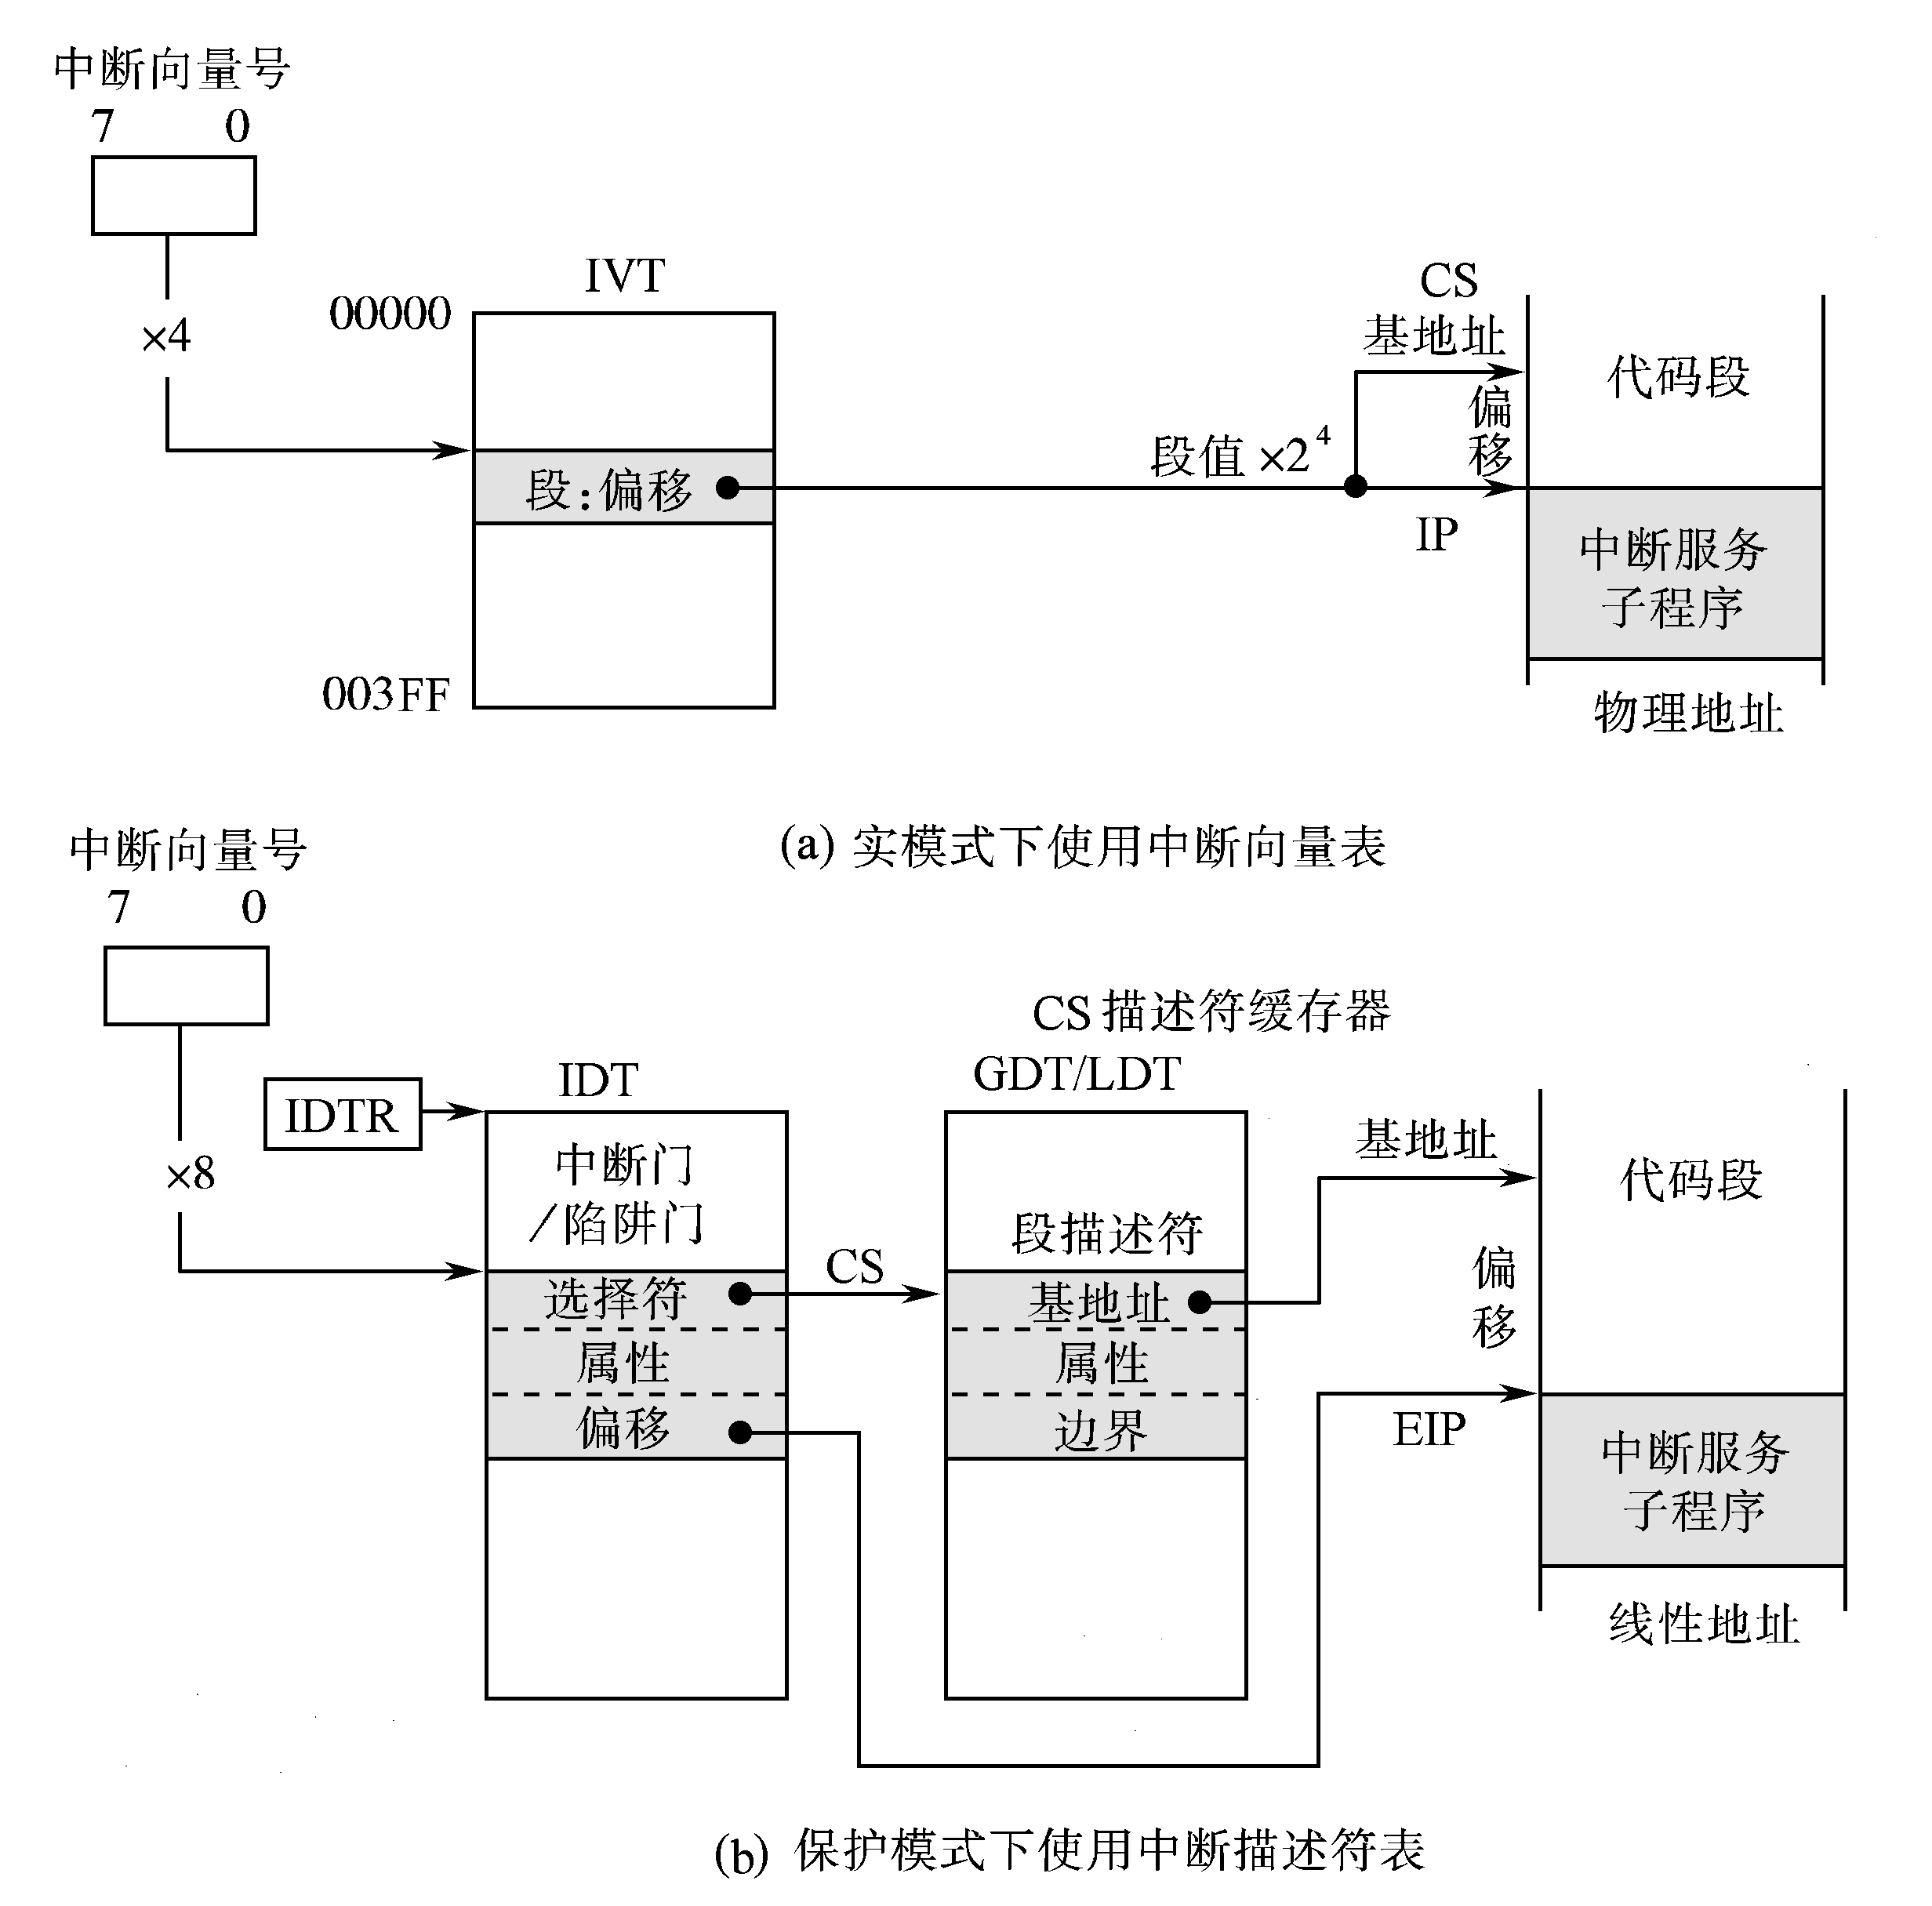 中断向量号
7 0
×4
IVT
00000
段:偏移
003FF
段值 ×2⁴
CS
基地址
偏移
IP
代码段
中断服务
子程序
物理地址
(a) 实模式下使用中断向量表
中断向量号
7 0
×8
IDTR
IDT
中断门
/陷阱门
选择符
属性
偏移
CS
CS描述符缓存器
GDT/LDT
段描述符
基地址
属性
边界
基地址
偏移
EIP
代码段
中断服务
子程序
线性地址
(b) 保护模式下使用中断描述符表